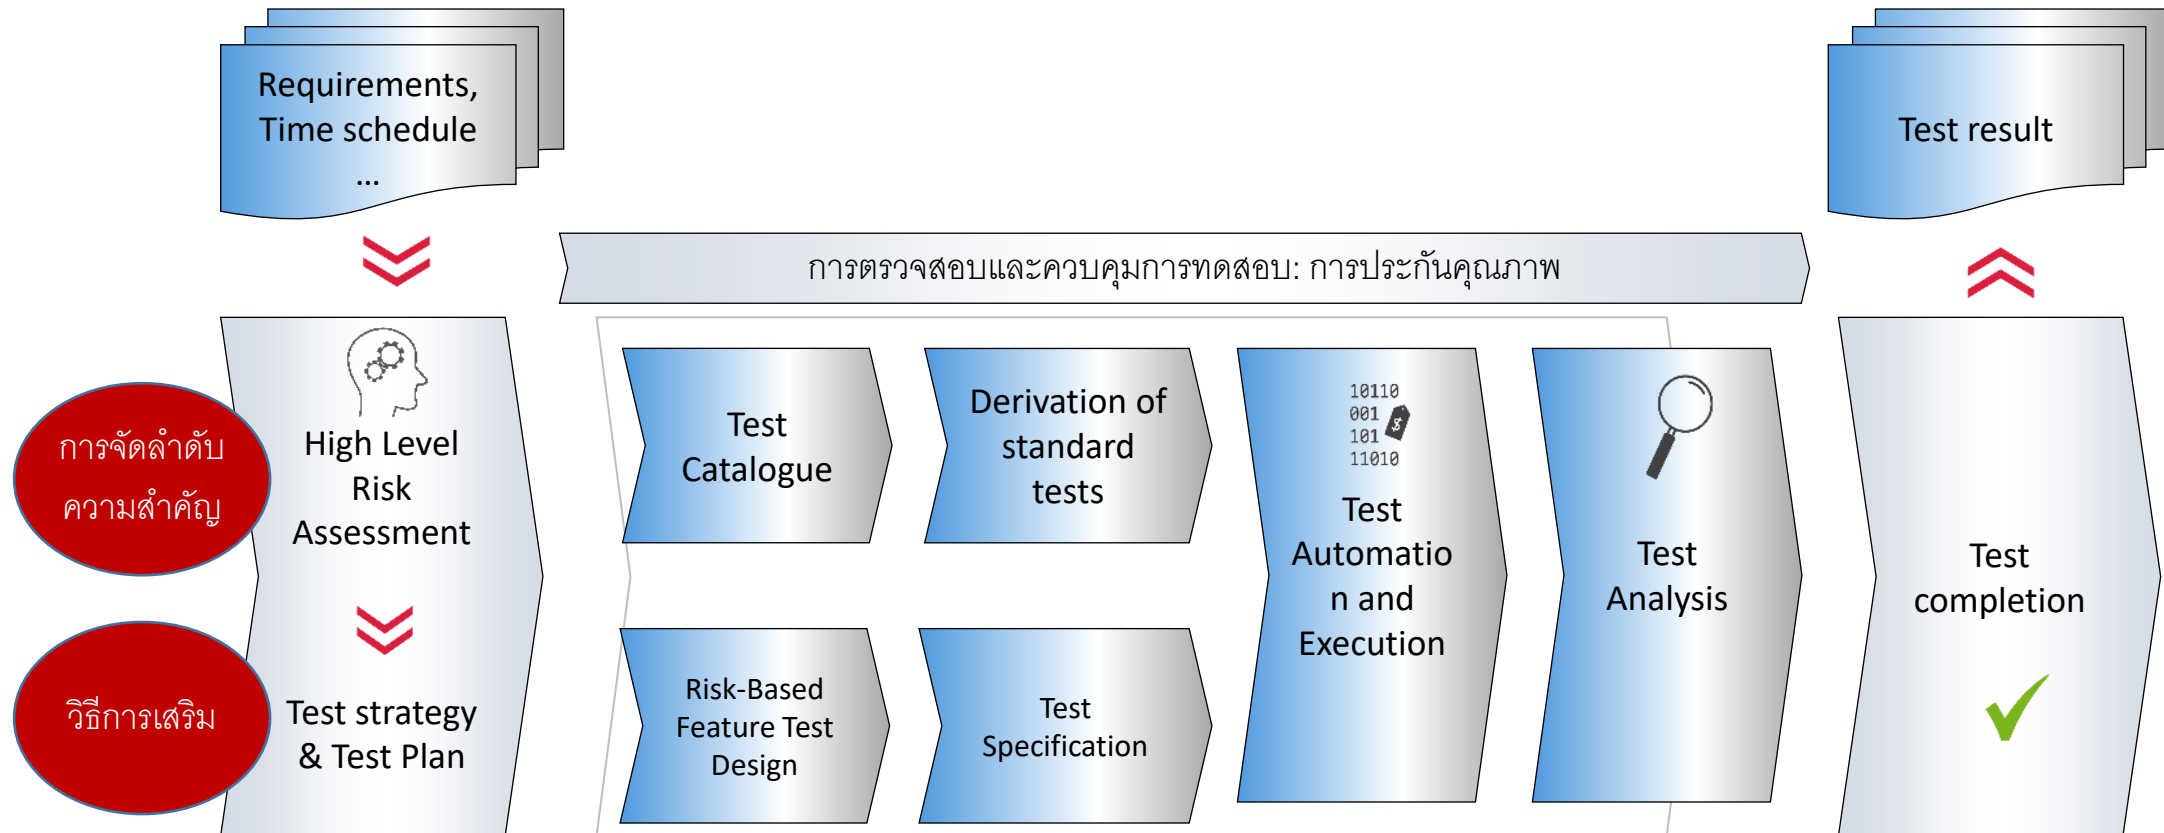 Requirements,
Time schedule
...
Test result
การตรวจสอบและควบคุมการทดสอบ: การประกันคุณภาพ
การจัดลำดับ
ความสำคัญ
High Level
Risk
Assessment
วิธีการเสริม
Test strategy
& Test Plan
Test
Catalogue
Derivation of
standard
tests
Risk-Based
Feature Test
Design
Test
Specification
10110
001
101
11010
$
Test
Automatio
n and
Execution
Test
Analysis
Test
completion